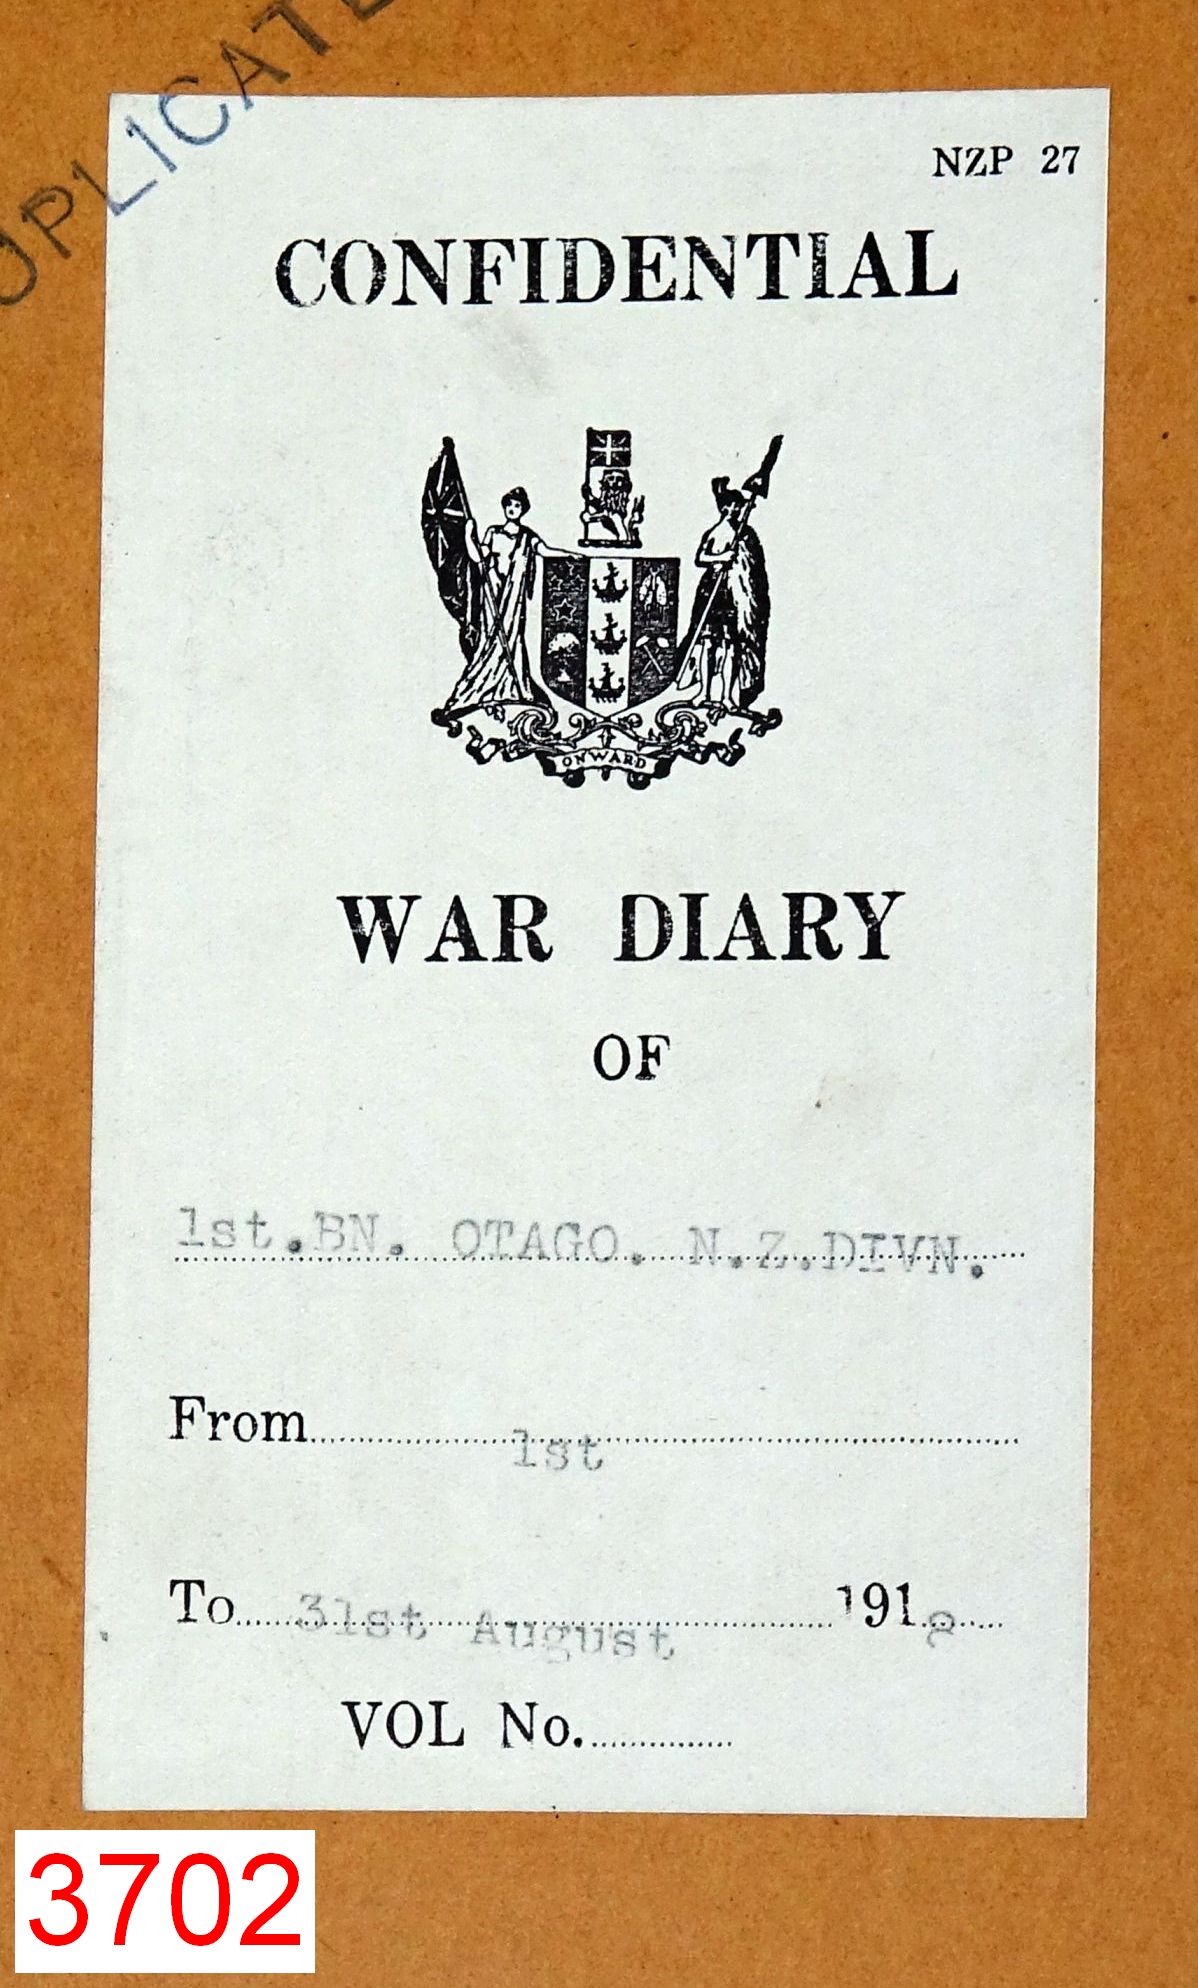 DUPLICATE
NZP 27
CONFIDENTIAL
ONWARD
WAR DIARY
OF
1st.BN. OTAGO. N.Z.DIVN.
From 1st
To 31st August 1918
VOL No.
3702